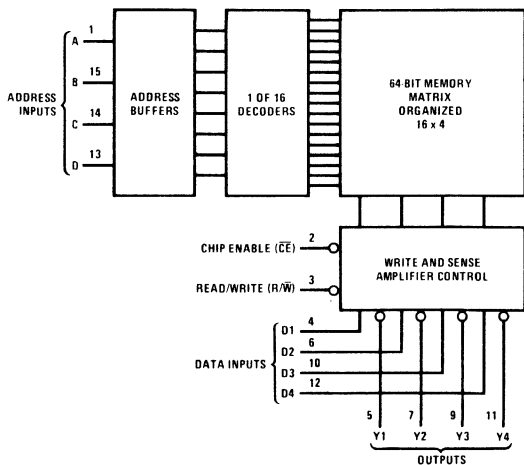 ADDRESS
INPUTS
A 1
B 15
C 14
D 13
ADDRESS
BUFFERS
1 OF 16
DECODERS
64-BIT MEMORY
MATRIX
ORGANIZED
16 x 4
CHIP ENABLE (C̅E̅) 2
READ/WRITE (R/W̅) 3
WRITE AND SENSE
AMPLIFIER CONTROL
DATA INPUTS
D1 4
D2 6
D3 10
D4 12
5 7 9 11
Y1 Y2 Y3 Y4
OUTPUTS